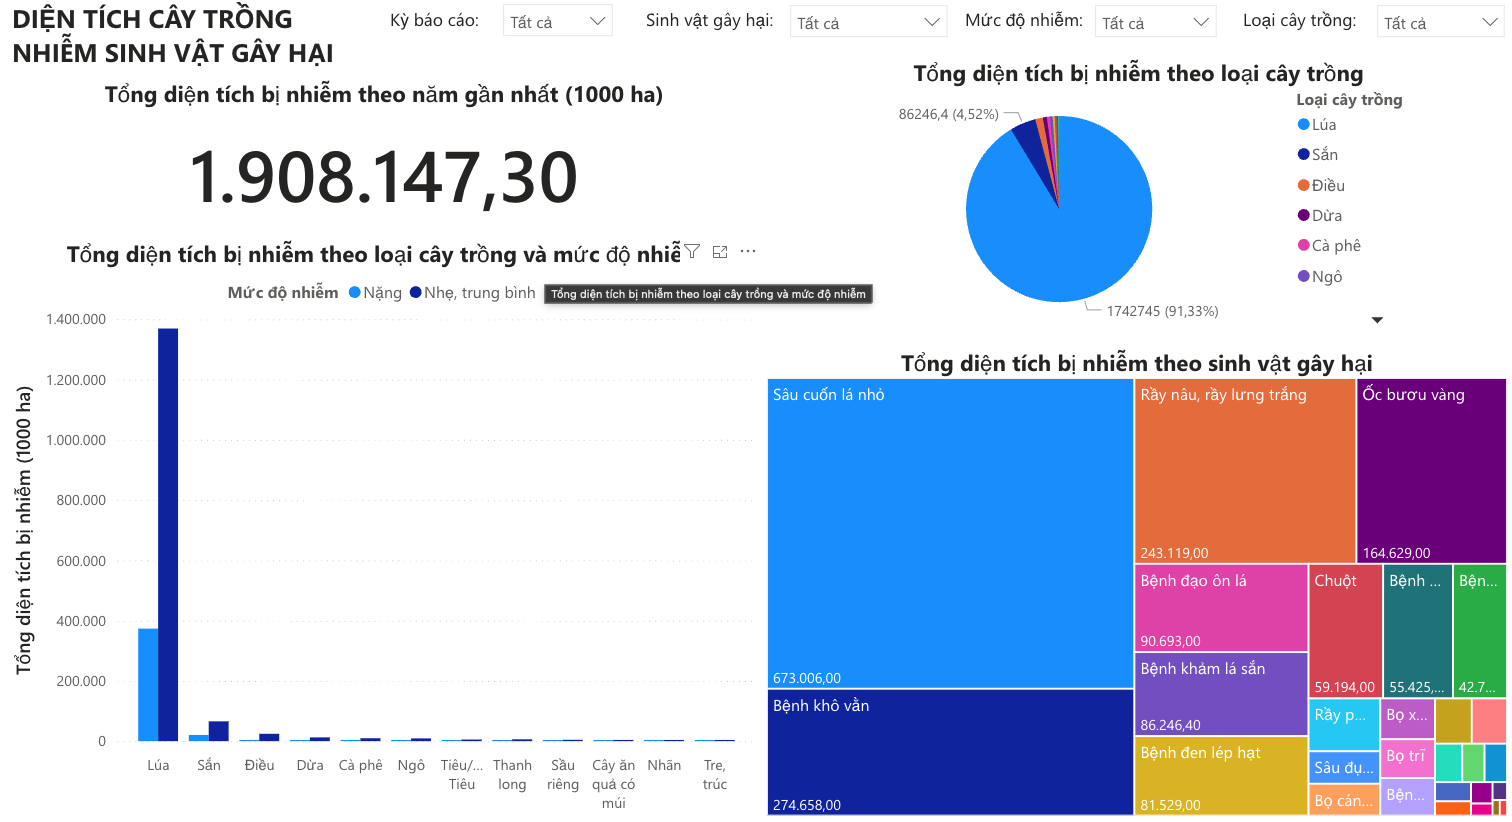 DIỆN TÍCH CÂY TRỒNG
NHIỄM SINH VẬT GÂY HẠI
Kỳ báo cáo:
Tất cả
Sinh vật gây hại:
Tất cả
Mức độ nhiễm:
Tất cả
Loại cây trồng:
Tất cả
Tổng diện tích bị nhiễm theo năm gần nhất (1000 ha)
1.908.147,30
Tổng diện tích bị nhiễm theo loại cây trồng
86246,4 (4,52%)
1742745 (91,33%)
Loại cây trồng
Lúa
Sắn
Điều
Dừa
Cà phê
Ngô
Tổng diện tích bị nhiễm theo loại cây trồng và mức độ nhiễ
Mức độ nhiễm
Nặng
Nhẹ, trung bình
Tổng diện tích bị nhiễm theo loại cây trồng và mức độ nhiễm
Tổng diện tích bị nhiễm (1000 ha)
1.400.000
1.200.000
1.000.000
800.000
600.000
400.000
200.000
0
Lúa
Sắn
Điều
Dừa
Cà phê
Ngô
Tiêu/...
Tiêu
Thanh
long
Sầu
riêng
Cây ăn
quả có
múi
Nhãn
Tre,
trúc
Tổng diện tích bị nhiễm theo sinh vật gây hại
Sâu cuốn lá nhỏ
673.006,00
Bệnh khô vằn
274.658,00
Rầy nâu, rầy lưng trắng
243.119,00
Ốc bươu vàng
164.629,00
Bệnh đạo ôn lá
90.693,00
Bệnh khảm lá sắn
86.246,40
Bệnh đen lép hạt
81.529,00
Chuột
59.194,00
Bệnh ...
55.425,...
Bện...
42.7...
Rầy p...
Sâu đụ...
Bọ cán...
Bọ x...
Bọ trĩ
Bện...